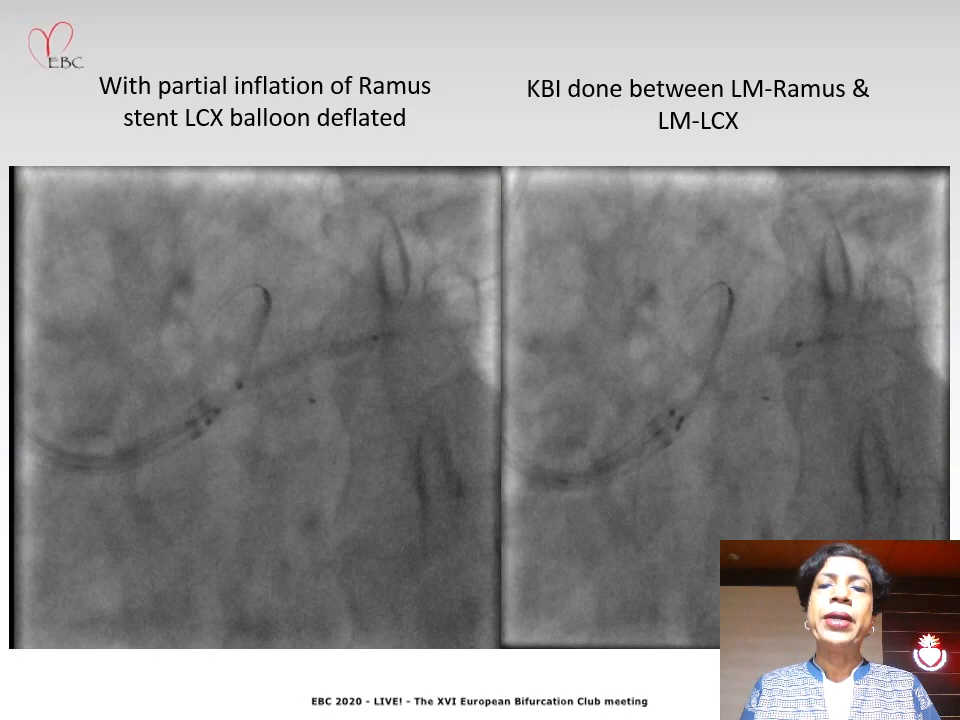 EBC
With partial inflation of Ramus
stent LCX balloon deflated
KBI done between LM-Ramus &
LM-LCX
EBC 2020 - LIVE! - The XVI European Bifurcation Club meeting